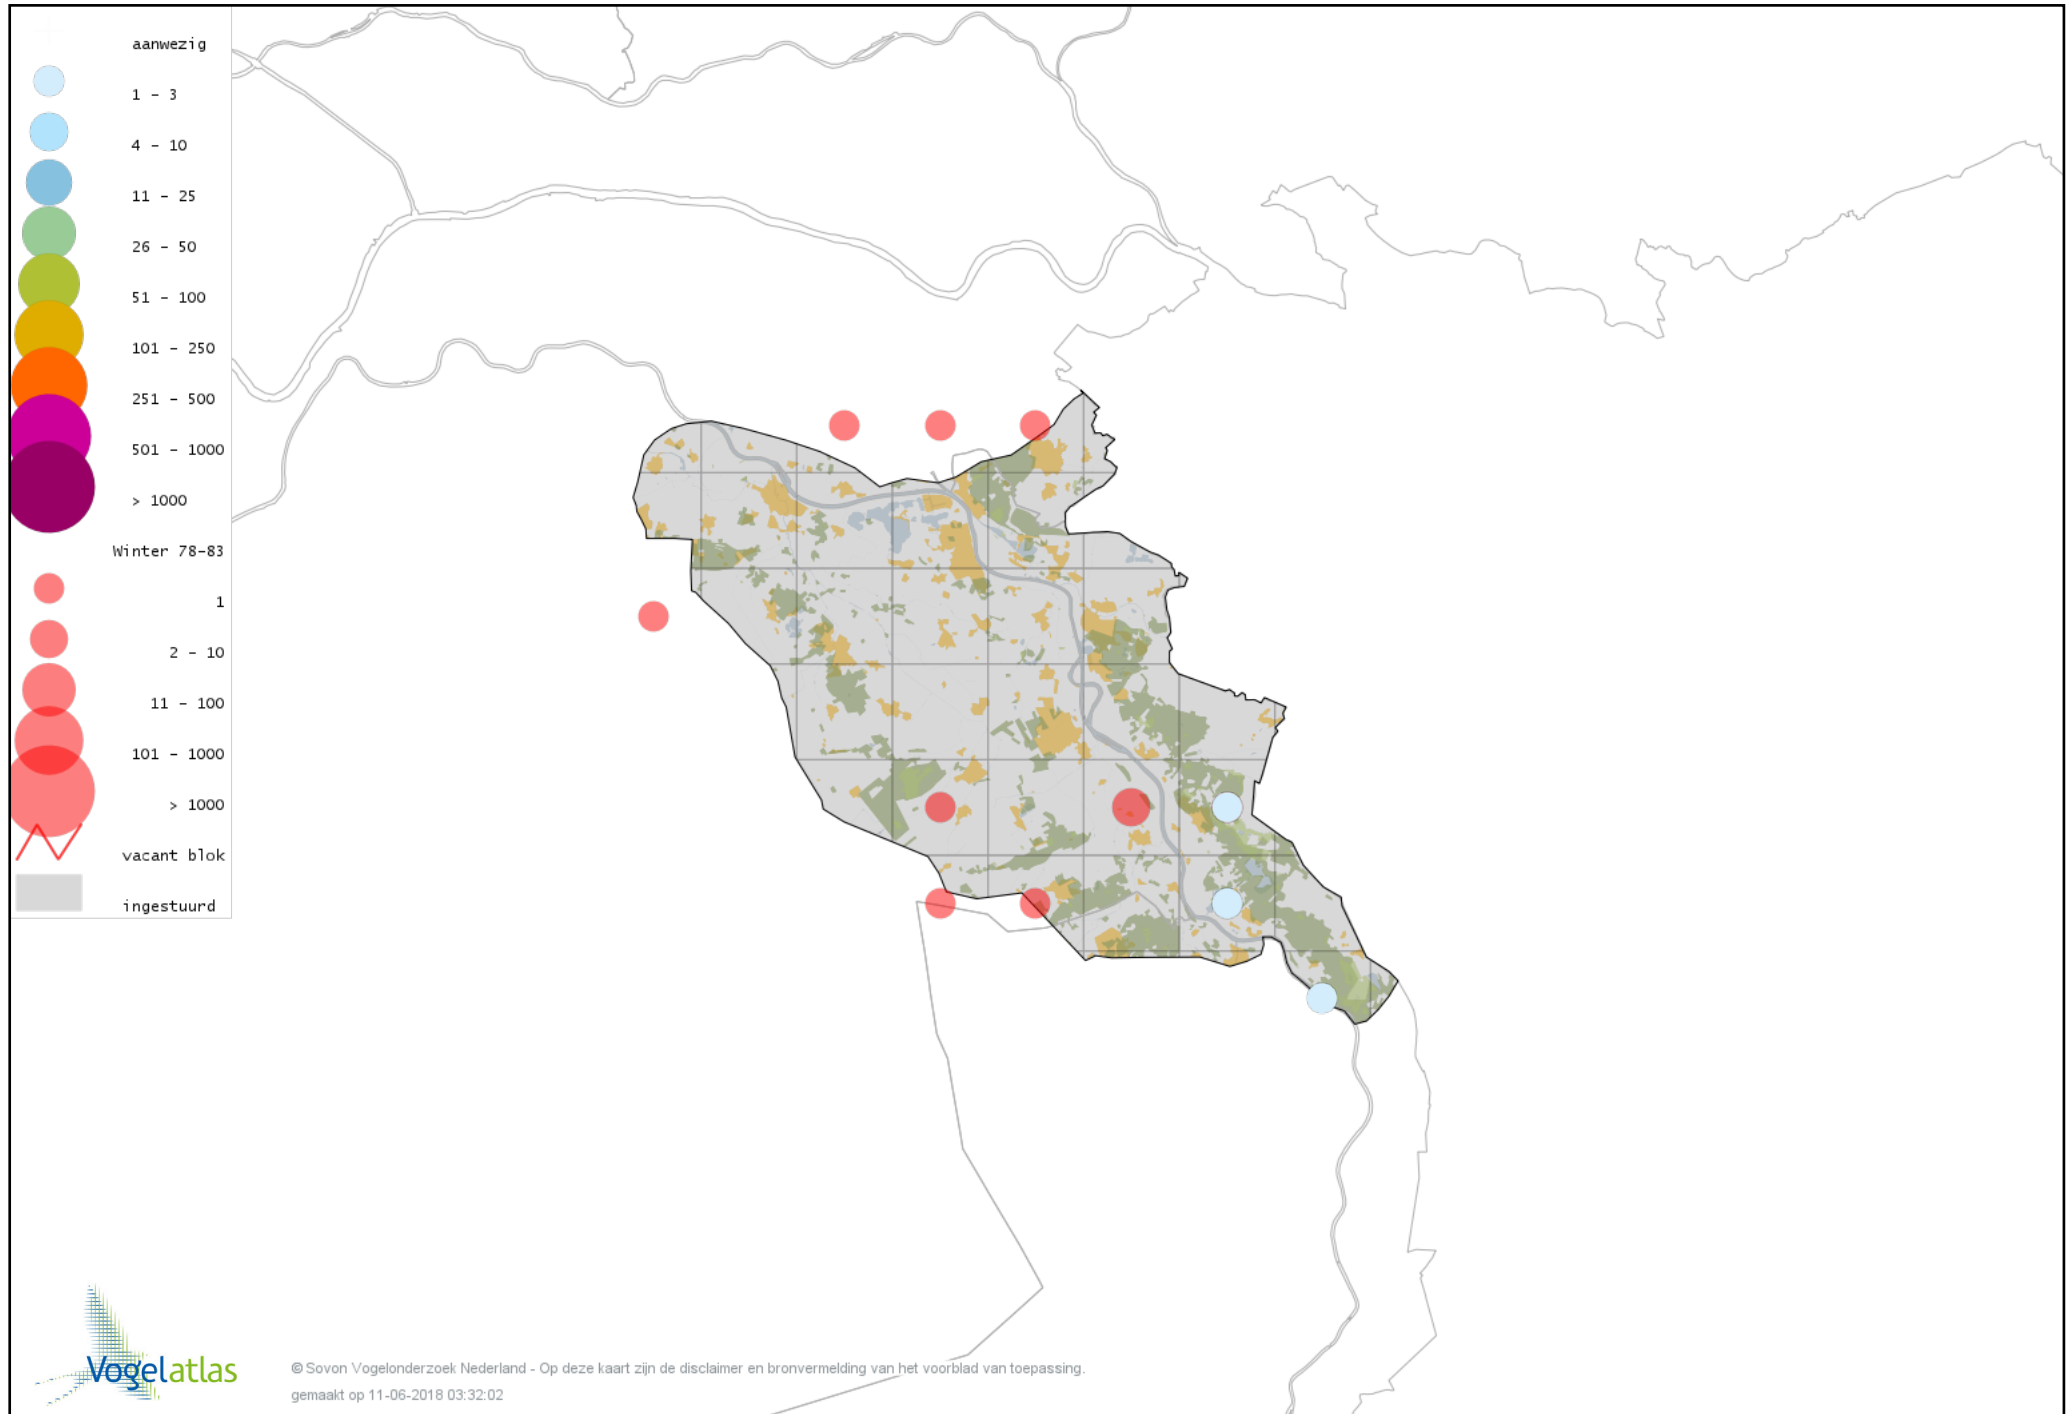 aanwezig
1 - 3
4 - 10
11 - 25
26 - 50
51 - 100
101 - 250
251 - 500
501 - 1000
> 1000
Winter 78-83
1
2 - 10
11 - 100
101 - 1000
> 1000
vacant blok
ingestuurd
Vogelatlas
© Sovon Vogelonderzoek Nederland - Op deze kaart zijn de disclaimer en bronvermelding van het voorblad van toepassing.
gemaakt op 11-06-2018 03:32:02